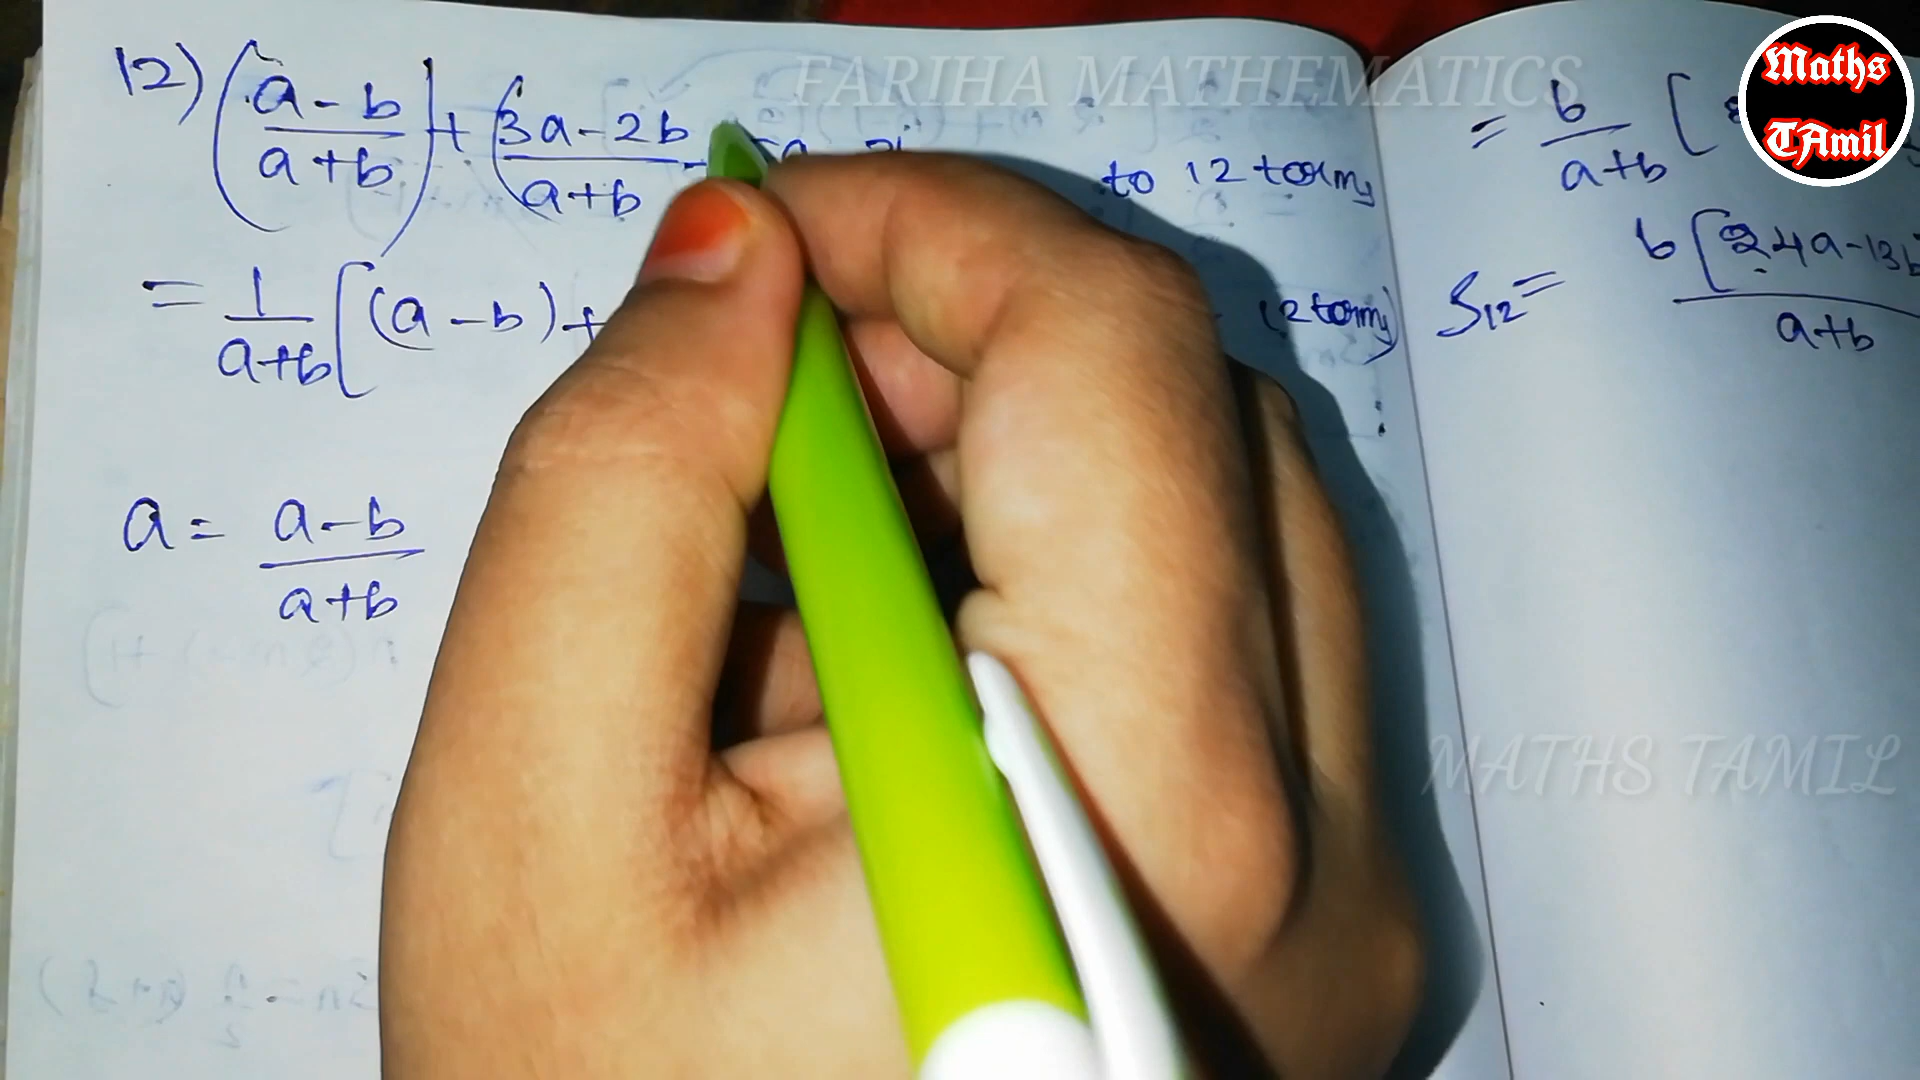 FARIHA MATHEMATICS
Maths
TAmil
12) (a-b / a+b) + (3a-2b / a+b to 12 terms
= 1/a+b [(a-b)+ 12 terms)
a = a-b / a+b
= b/a+b [
S12 = b[24a-13b / a+b
MATHS TAMIL